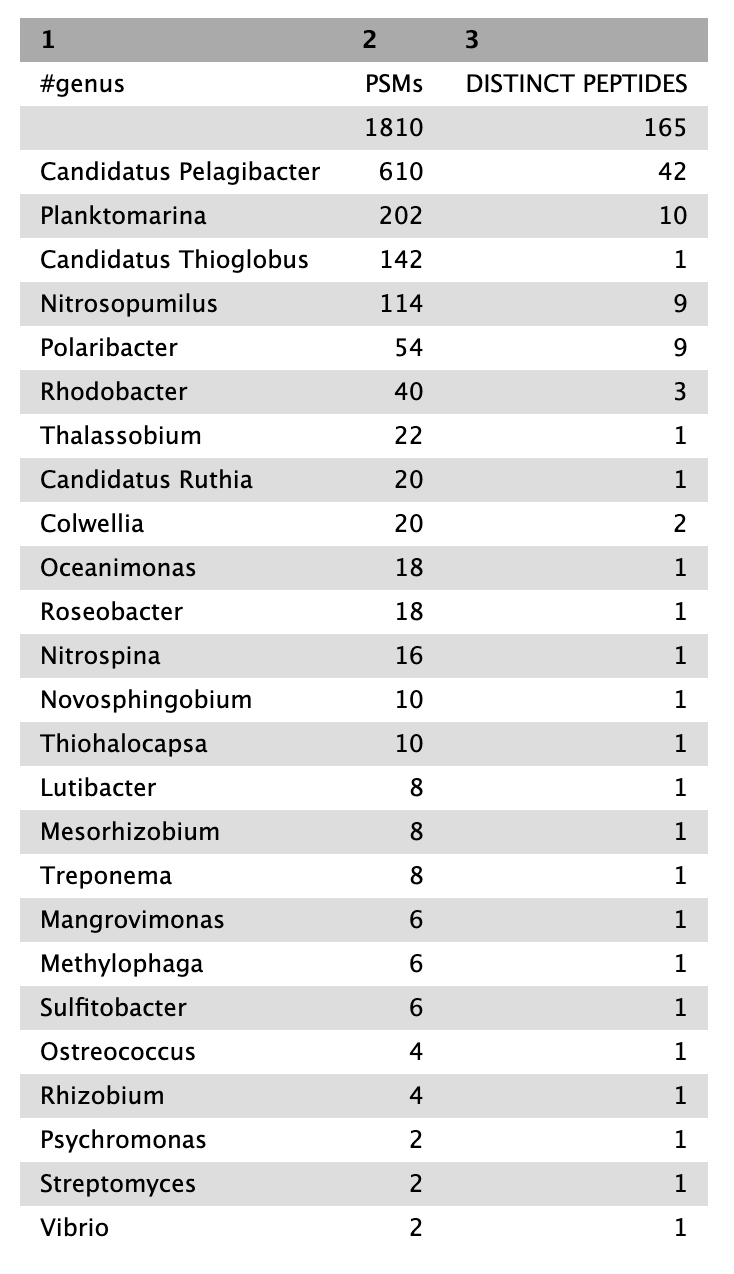 1 2 3
#genus PSMs DISTINCT PEPTIDES
1810 165
Candidatus Pelagibacter 610 42
Planktomarina 202 10
Candidatus Thioglobus 142 1
Nitrosopumilus 114 9
Polaribacter 54 9
Rhodobacter 40 3
Thalassobium 22 1
Candidatus Ruthia 20 1
Colwellia 20 2
Oceanimonas 18 1
Roseobacter 18 1
Nitrospina 16 1
Novosphingobium 10 1
Thiohalocapsa 10 1
Lutibacter 8 1
Mesorhizobium 8 1
Treponema 8 1
Mangrovimonas 6 1
Methylophaga 6 1
Sulfitobacter 6 1
Ostreococcus 4 1
Rhizobium 4 1
Psychromonas 2 1
Streptomyces 2 1
Vibrio 2 1